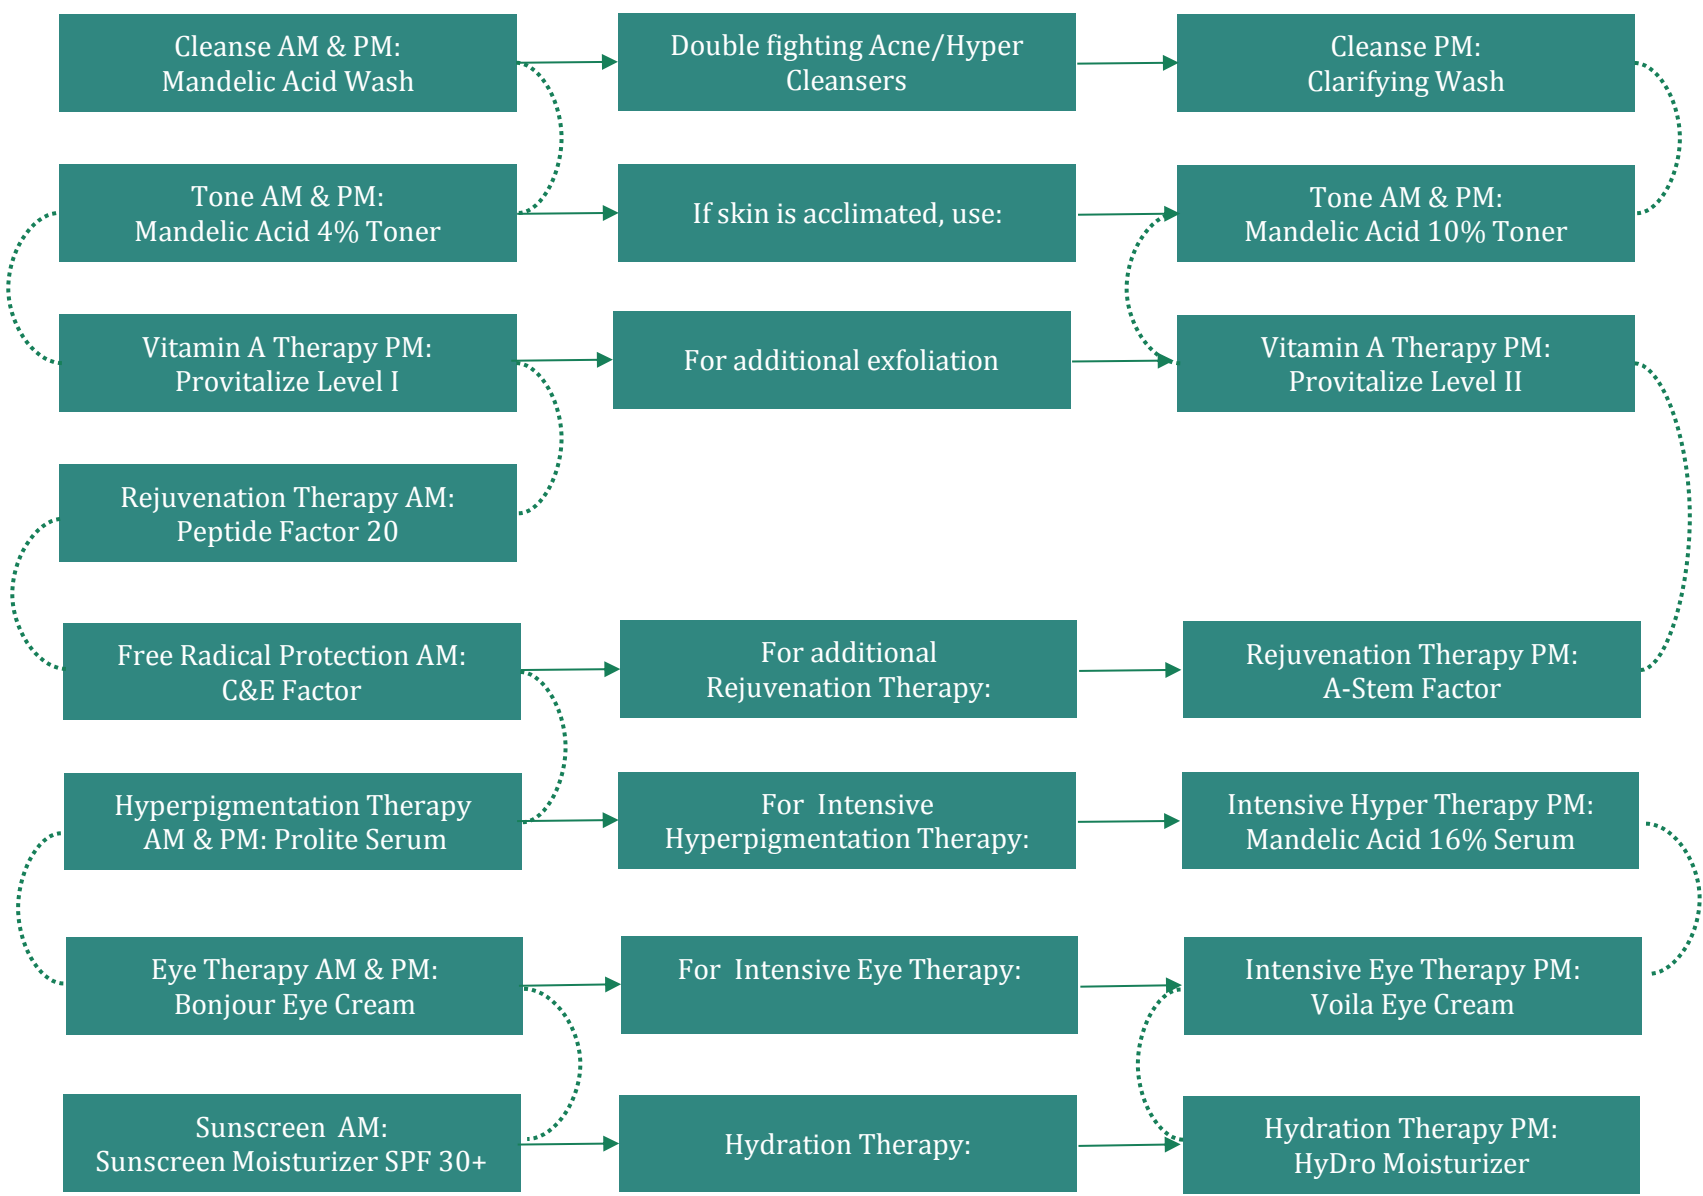 Cleanse AM & PM:
Mandelic Acid Wash
Double fighting Acne/Hyper
Cleansers
Cleanse PM:
Clarifying Wash
Tone AM & PM:
Mandelic Acid 4% Toner
If skin is acclimated, use:
Tone AM & PM:
Mandelic Acid 10% Toner
Vitamin A Therapy PM:
Provitalize Level I
For additional exfoliation
Vitamin A Therapy PM:
Provitalize Level II
Rejuvenation Therapy AM:
Peptide Factor 20
Free Radical Protection AM:
C&E Factor
For additional
Rejuvenation Therapy:
Rejuvenation Therapy PM:
A-Stem Factor
Hyperpigmentation Therapy
AM & PM: Prolite Serum
For Intensive
Hyperpigmentation Therapy:
Intensive Hyper Therapy PM:
Mandelic Acid 16% Serum
Eye Therapy AM & PM:
Bonjour Eye Cream
For Intensive Eye Therapy:
Intensive Eye Therapy PM:
Voila Eye Cream
Sunscreen AM:
Sunscreen Moisturizer SPF 30+
Hydration Therapy:
Hydration Therapy PM:
HyDro Moisturizer